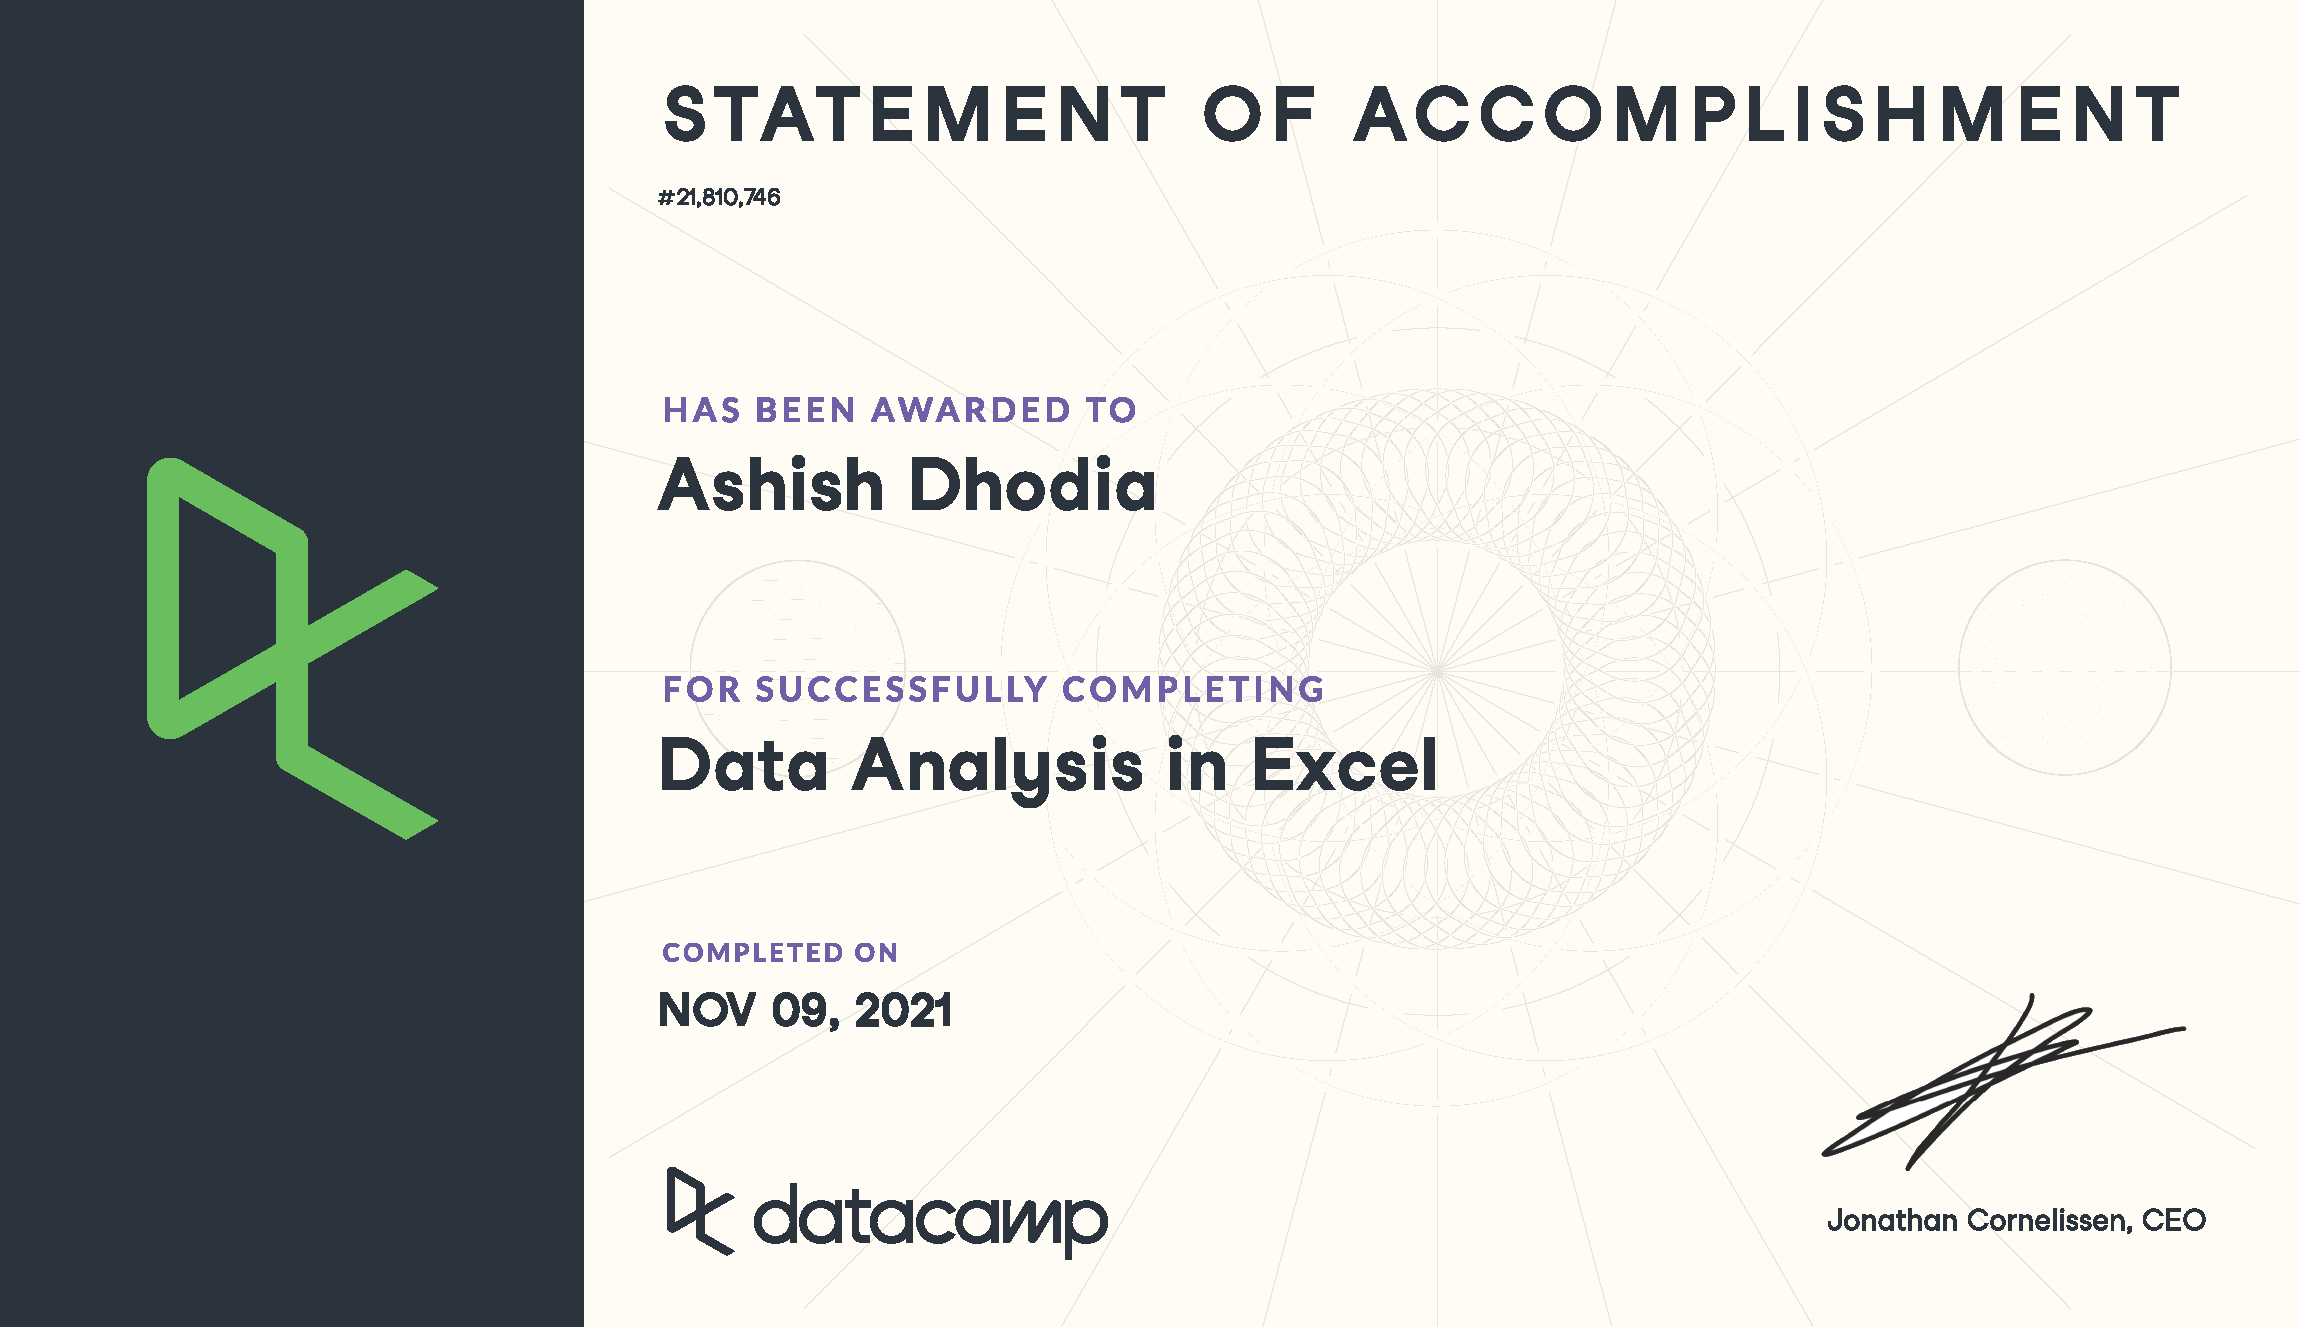 STATEMENT OF ACCOMPLISHMENT
#21,810,746
HAS BEEN AWARDED TO
Ashish Dhodia
FOR SUCCESSFULLY COMPLETING
Data Analysis in Excel
COMPLETED ON
NOV 09, 2021
datacamp
Jonathan Cornelissen, CEO